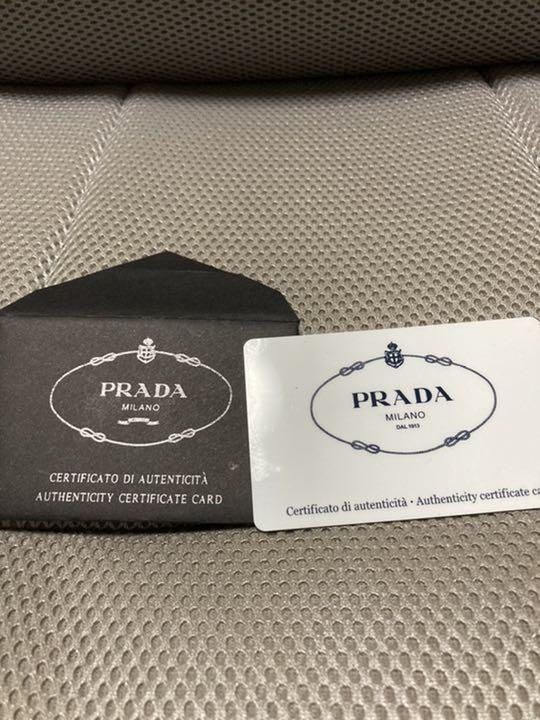 PRADA
MILANO
CERTIFICATO DI AUTENTICITÀ
AUTHENTICITY CERTIFICATE CARD
PRADA
MILANO
DAL 1913
Certificato di autenticità · Authenticity certificate ca